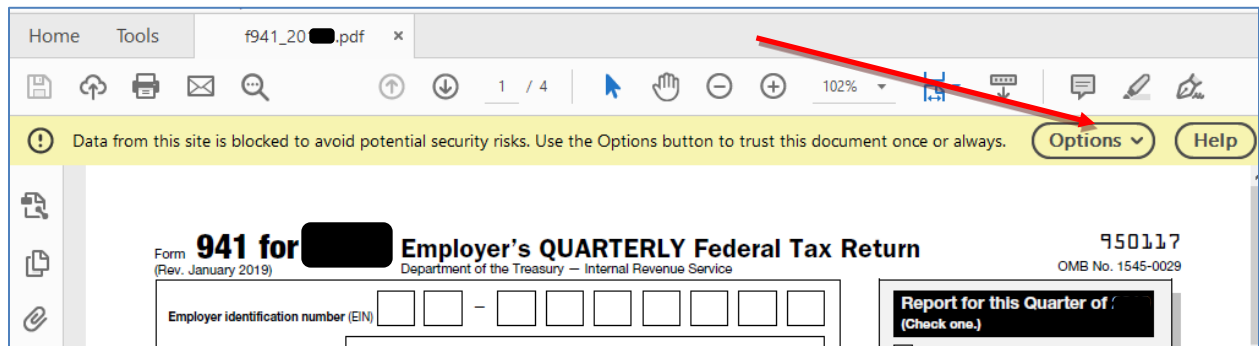 Home Tools f941_20 .pdf ×
1 / 4 102%
Data from this site is blocked to avoid potential security risks. Use the Options button to trust this document once or always. Options Help
Form 941 for Employer's QUARTERLY Federal Tax Return 950117
(Rev. January 2019) Department of the Treasury — Internal Revenue Service OMB No. 1545-0029
Employer identification number (EIN) –
Report for this Quarter of
(Check one.)